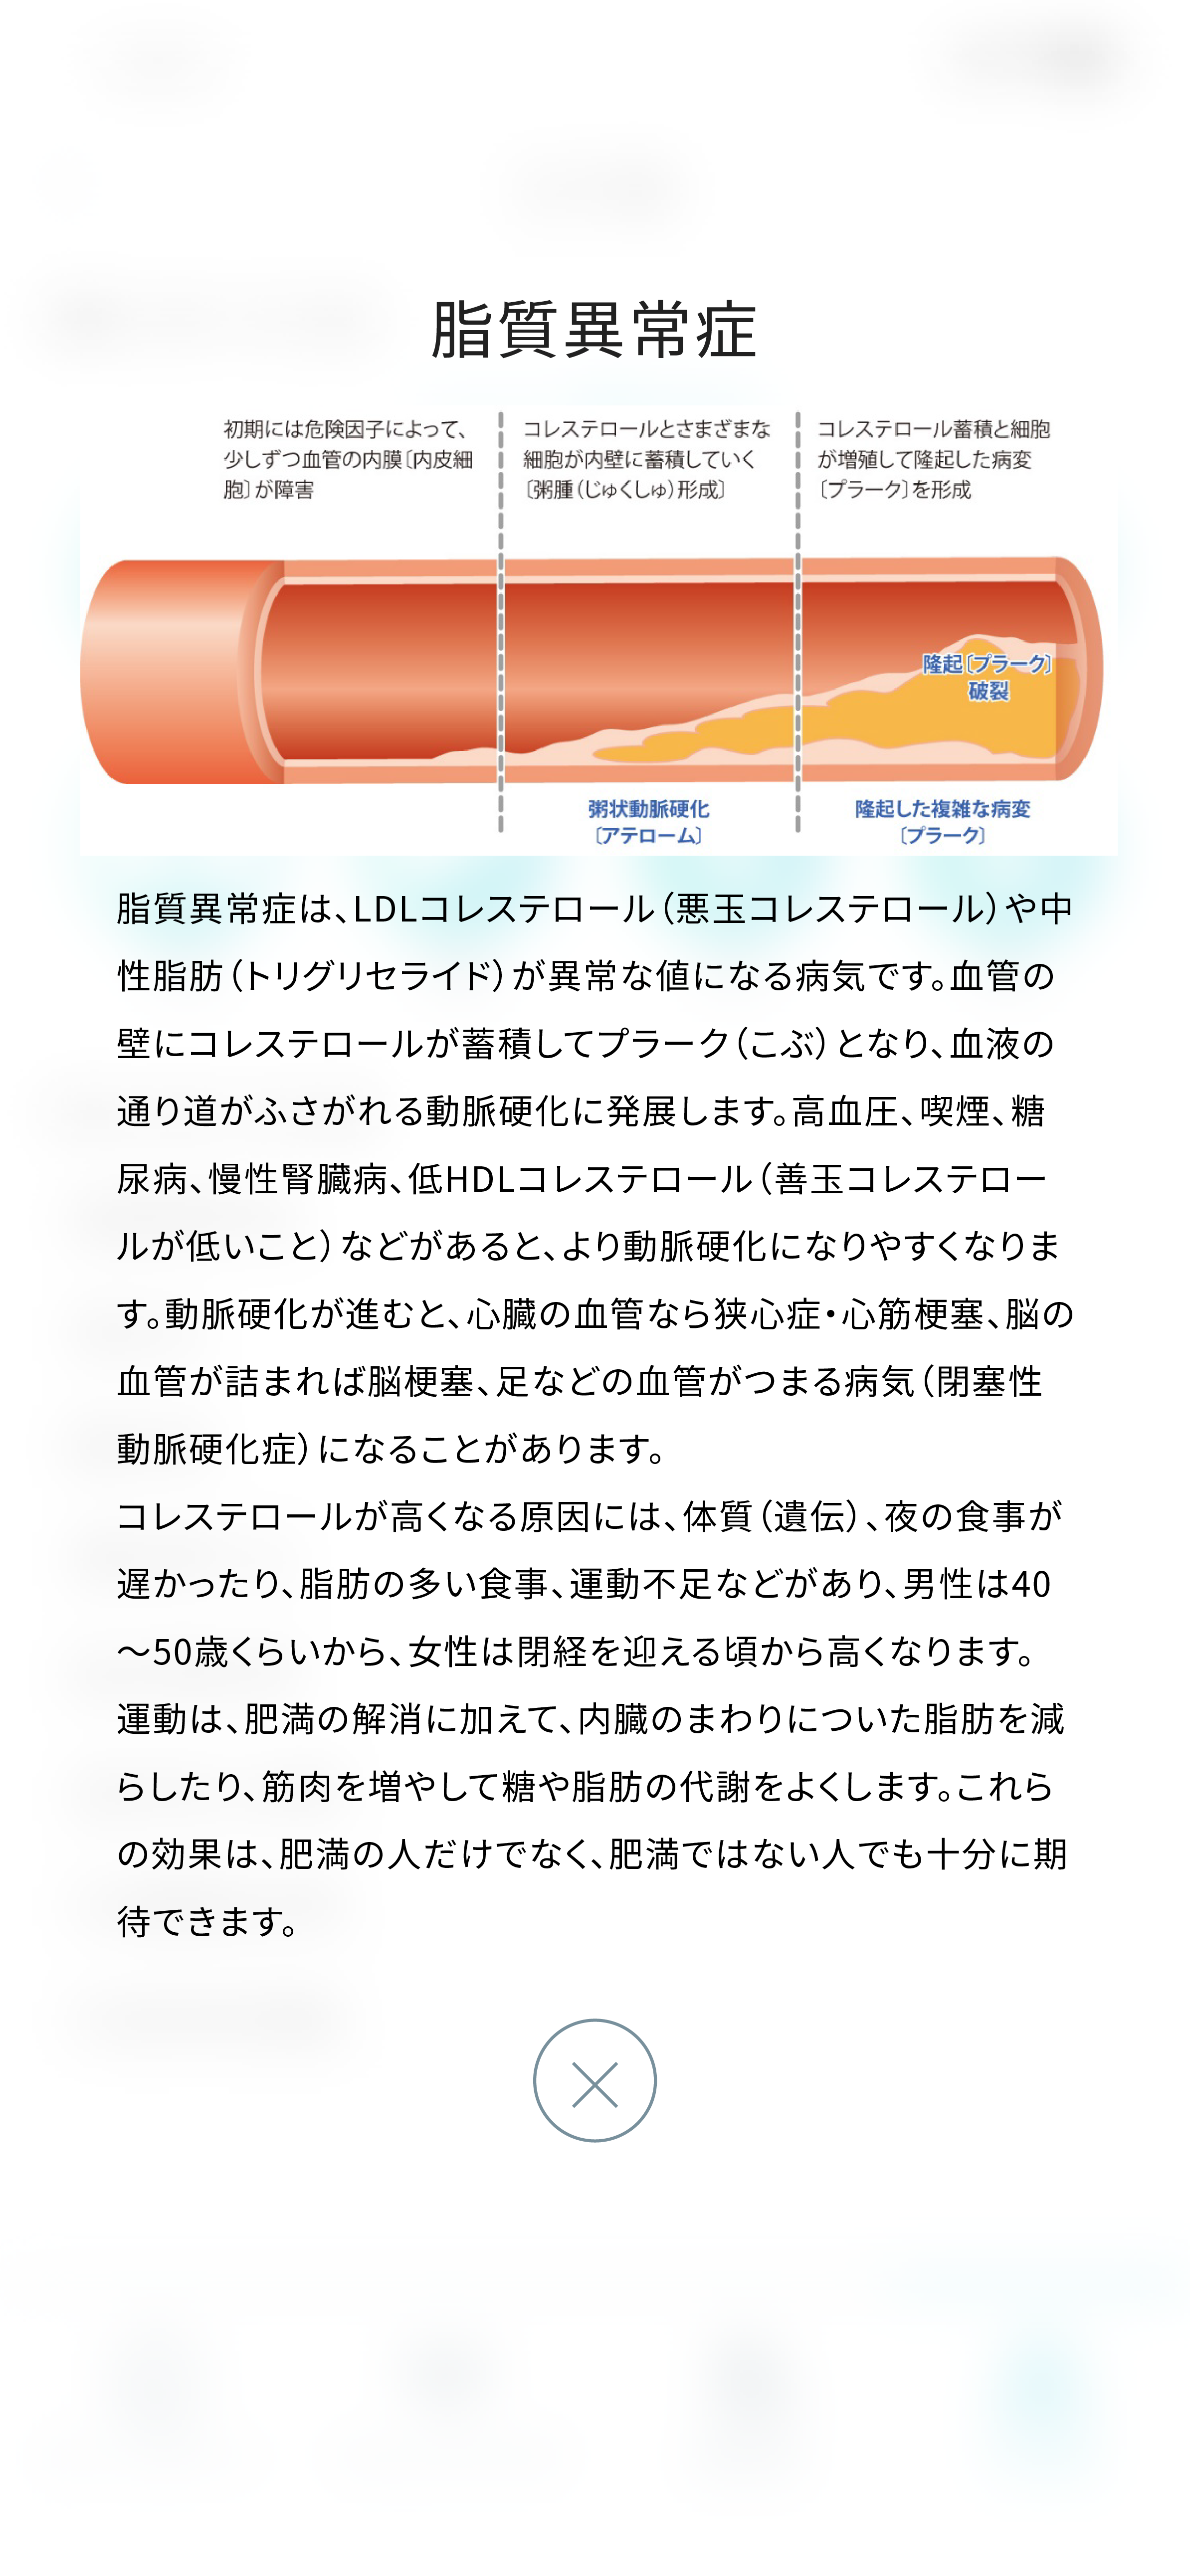 脂質異常症
初期には危険因子によって、
少しずつ血管の内膜〔内皮細
胞〕が障害
コレステロールとさまざまな
細胞が内壁に蓄積していく
〔粥腫（じゅくしゅ）形成〕
コレステロール蓄積と細胞
が増殖して隆起した病変
〔プラーク〕を形成
隆起〔プラーク〕
破裂
粥状動脈硬化
〔アテローム〕
隆起した複雑な病変
〔プラーク〕
脂質異常症は、LDLコレステロール（悪玉コレステロール）や中
性脂肪（トリグリセライド）が異常な値になる病気です。血管の
壁にコレステロールが蓄積してプラーク（こぶ）となり、血液の
通り道がふさがれる動脈硬化に発展します。高血圧、喫煙、糖
尿病、慢性腎臓病、低HDLコレステロール（善玉コレステロー
ルが低いこと）などがあると、より動脈硬化になりやすくなりま
す。動脈硬化が進むと、心臓の血管なら狭心症・心筋梗塞、脳の
血管が詰まれば脳梗塞、足などの血管がつまる病気（閉塞性
動脈硬化症）になることがあります。
コレステロールが高くなる原因には、体質（遺伝）、夜の食事が
遅かったり、脂肪の多い食事、運動不足などがあり、男性は40
～50歳くらいから、女性は閉経を迎える頃から高くなります。
運動は、肥満の解消に加えて、内臓のまわりについた脂肪を減
らしたり、筋肉を増やして糖や脂肪の代謝をよくします。これら
の効果は、肥満の人だけでなく、肥満ではない人でも十分に期
待できます。